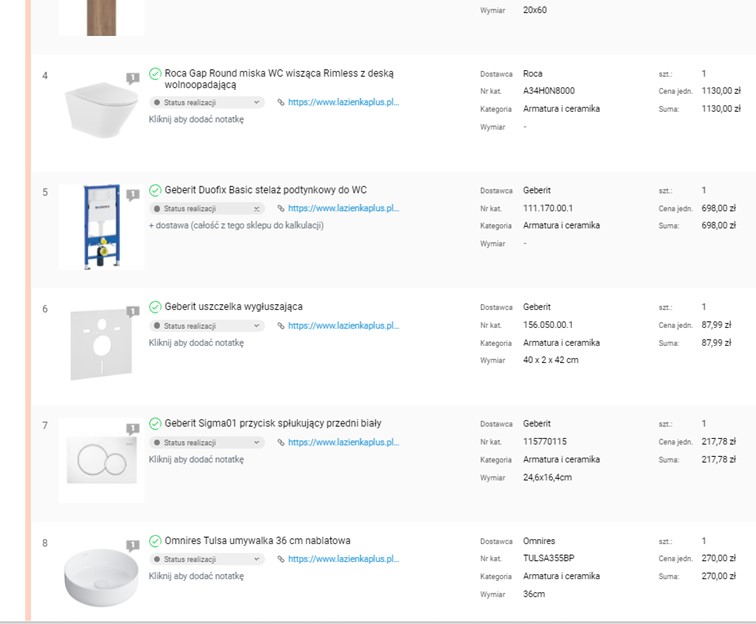 Wymiar 20x60
4
1
Roca Gap Round miska WC wisząca Rimless z deską
wolnoopadającą
Status realizacji
https://www.lazienkaplus.pl...
Kliknij aby dodać notatkę
Dostawca Roca
Nr kat. A34H0N8000
Kategoria Armatura i ceramika
Wymiar -
szt.: 1
Cena jedn. 1130,00 zł
Suma: 1130,00 zł
5
1
Geberit Duofix Basic stelaż podtynkowy do WC
Status realizacji
https://www.lazienkaplus.pl...
+ dostawa (całość z tego sklepu do kalkulacji)
Dostawca Geberit
Nr kat. 111.170.00.1
Kategoria Armatura i ceramika
Wymiar -
szt.: 1
Cena jedn. 698,00 zł
Suma: 698,00 zł
6
1
Geberit uszczelka wygłuszająca
Status realizacji
https://www.lazienkaplus.pl...
Kliknij aby dodać notatkę
Dostawca Geberit
Nr kat. 156.050.00.1
Kategoria Armatura i ceramika
Wymiar 40 x 2 x 42 cm
szt.: 1
Cena jedn. 87,99 zł
Suma: 87,99 zł
7
1
Geberit Sigma01 przycisk spłukujący przedni biały
Status realizacji
https://www.lazienkaplus.pl...
Kliknij aby dodać notatkę
Dostawca Geberit
Nr kat. 115770115
Kategoria Armatura i ceramika
Wymiar 24,6x16,4cm
szt.: 1
Cena jedn. 217,78 zł
Suma: 217,78 zł
8
1
Omnires Tulsa umywalka 36 cm nablatowa
Status realizacji
https://www.lazienkaplus.pl...
Kliknij aby dodać notatkę
Dostawca Omnires
Nr kat. TULSA355BP
Kategoria Armatura i ceramika
Wymiar 36cm
szt.: 1
Cena jedn. 270,00 zł
Suma: 270,00 zł